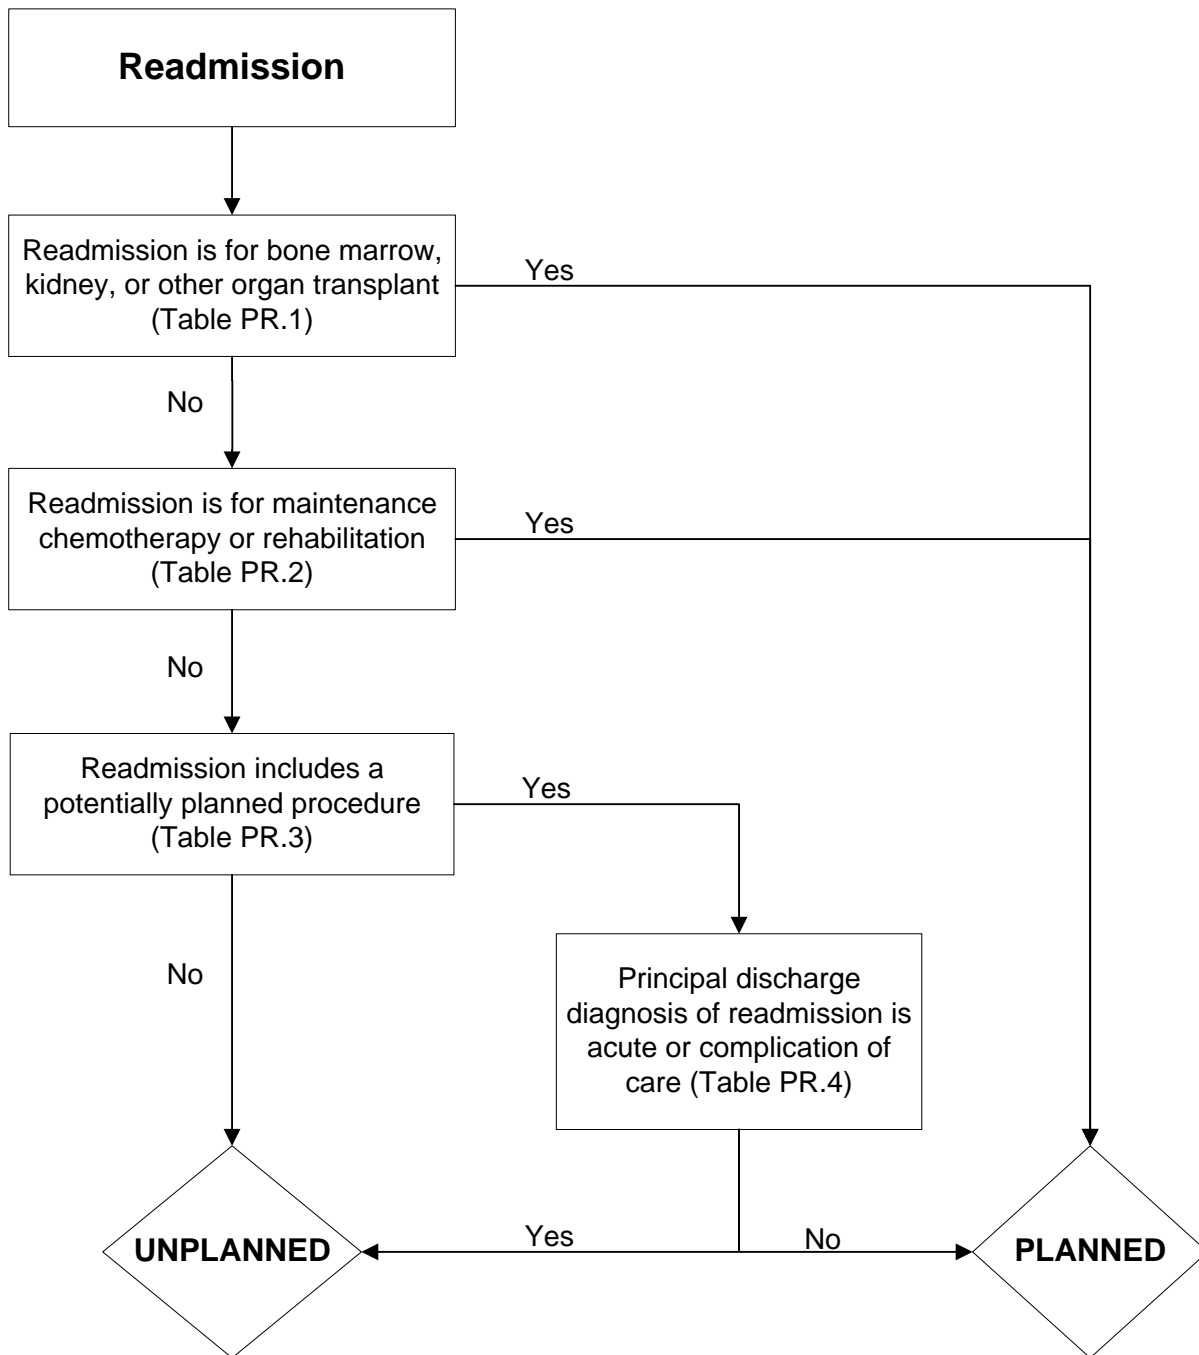 Readmission
Readmission is for bone marrow,
kidney, or other organ transplant
(Table PR.1)
Yes
No
Readmission is for maintenance
chemotherapy or rehabilitation
(Table PR.2)
Yes
No
Readmission includes a
potentially planned procedure
(Table PR.3)
Yes
No
Principal discharge
diagnosis of readmission is
acute or complication of
care (Table PR.4)
UNPLANNED
Yes
No
PLANNED